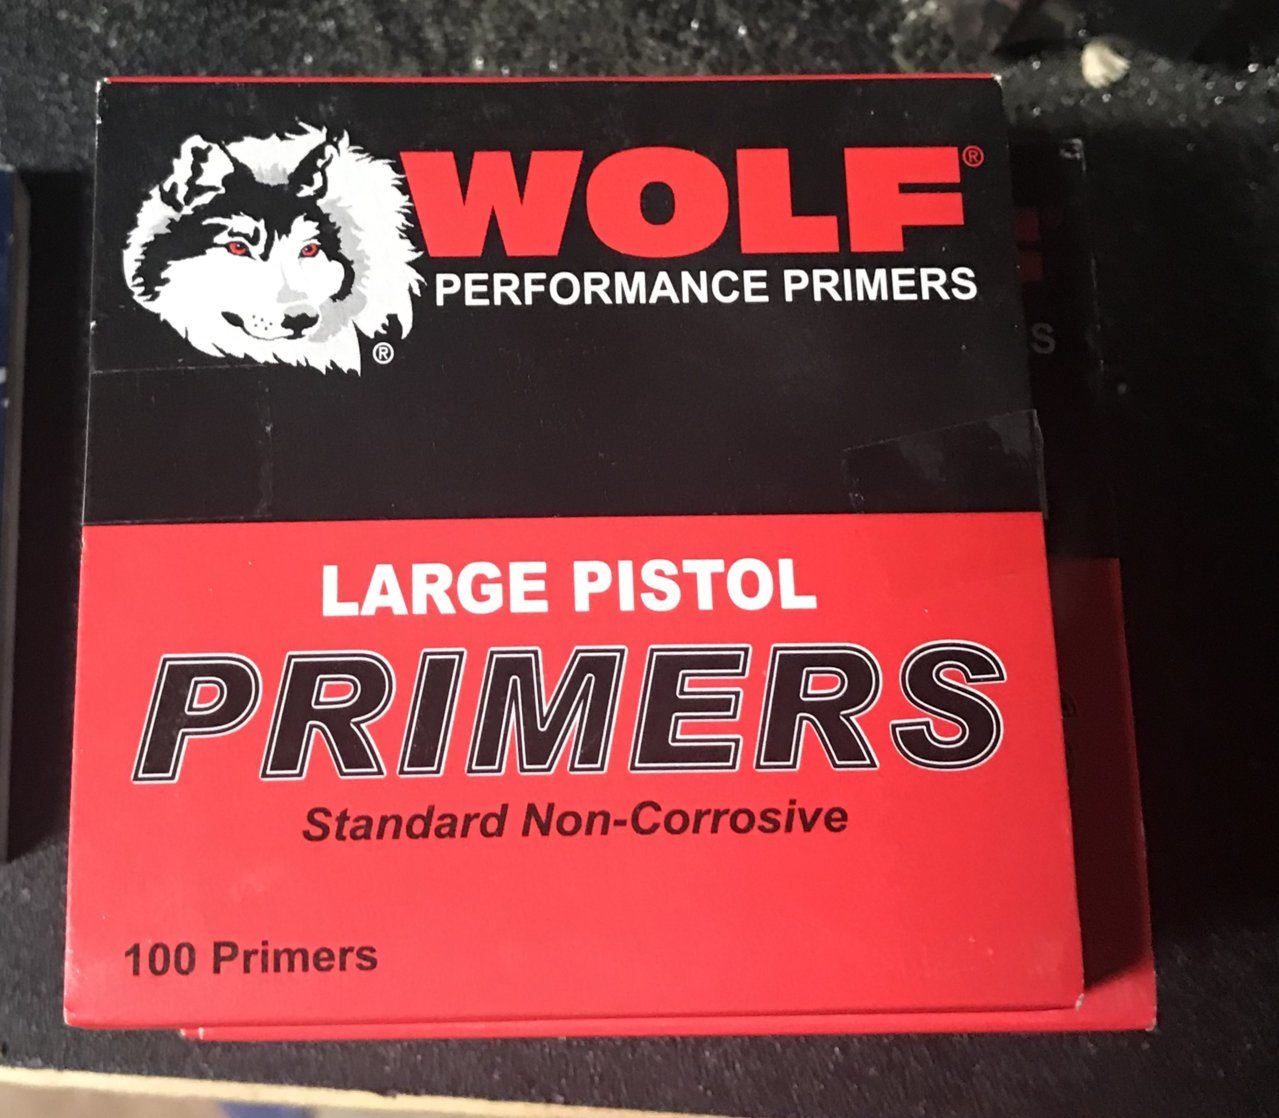 WOLF®
PERFORMANCE PRIMERS
®
LARGE PISTOL
PRIMERS
Standard Non-Corrosive
100 Primers
S